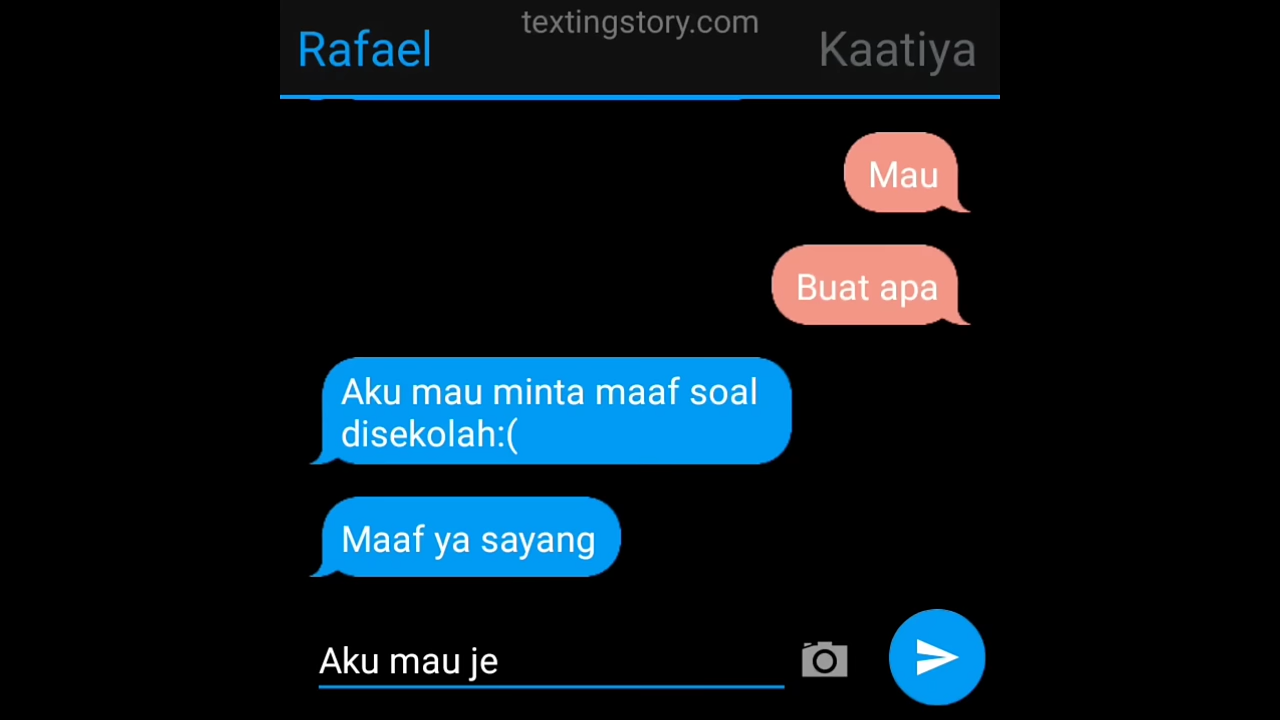 textingstory.com
Rafael
Kaatiya
Mau
Buat apa
Aku mau minta maaf soal
disekolah:(
Maaf ya sayang
Aku mau je